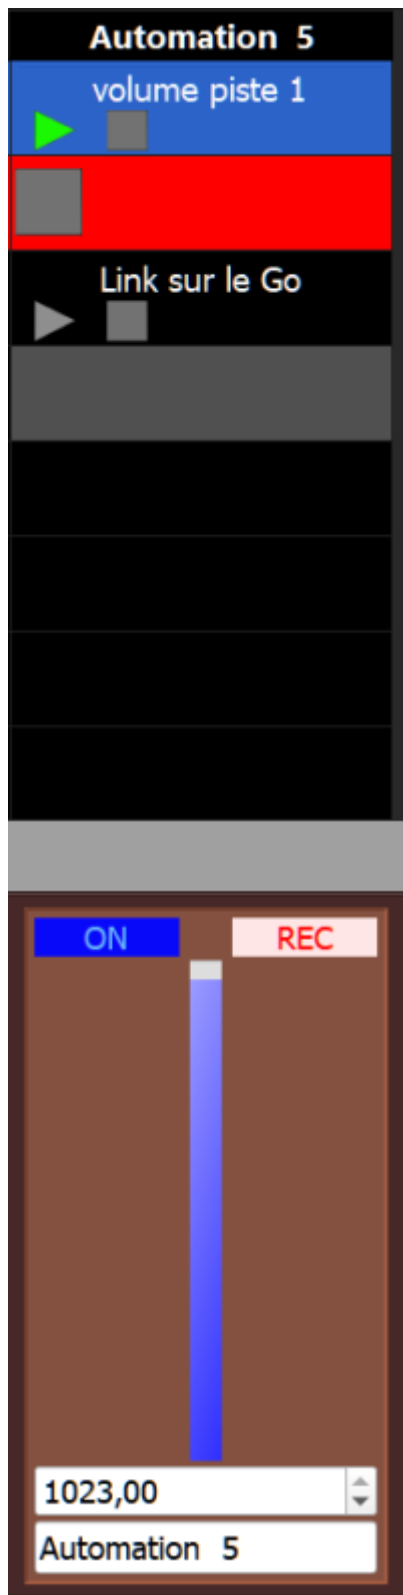 Automation 5
volume piste 1
Link sur le Go
ON REC
1023,00
Automation 5